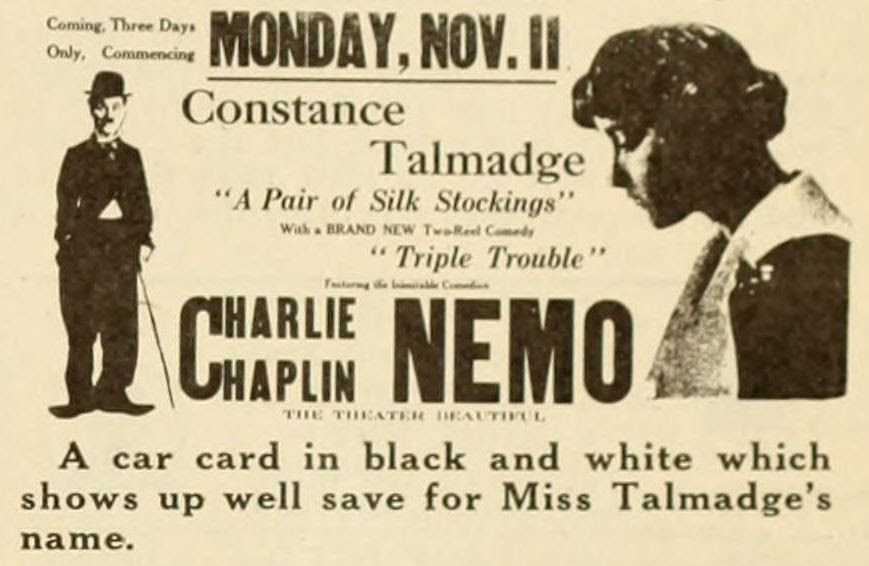 Coming, Three Days
Only, Commencing
MONDAY, NOV. 11
Constance
Talmadge
"A Pair of Silk Stockings"
With a BRAND NEW Two-Reel Comedy
"Triple Trouble"
Featuring the Inimitable Comedian
CHARLIE
CHAPLIN
NEMO
THE THEATER BEAUTIFUL
A car card in black and white which
shows up well save for Miss Talmadge's
name.